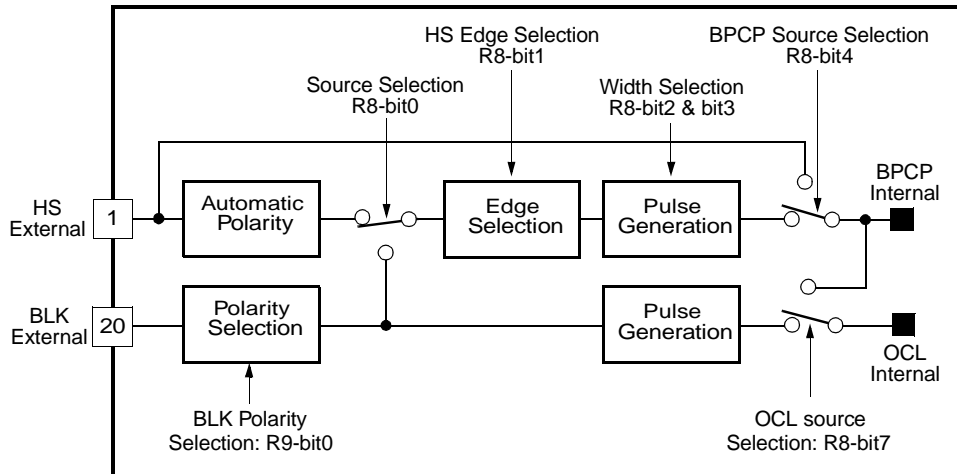 HS Edge Selection
R8-bit1
BPCP Source Selection
R8-bit4
Source Selection
R8-bit0
Width Selection
R8-bit2 & bit3
BPCP
Internal
HS
External
1
Automatic
Polarity
Edge
Selection
Pulse
Generation
BLK
External
20
Polarity
Selection
Pulse
Generation
OCL
Internal
BLK Polarity
Selection: R9-bit0
OCL source
Selection: R8-bit7